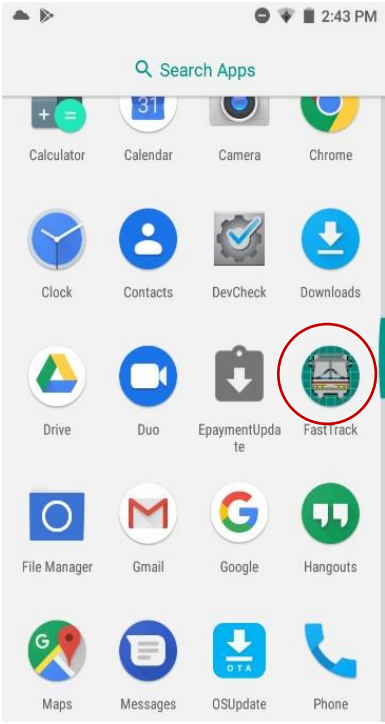 2:43 PM
Search Apps
31
Calculator Calendar Camera Chrome
Clock Contacts DevCheck Downloads
Drive Duo EpaymentUpda FastTrack
te
File Manager Gmail Google Hangouts
G
Maps Messages OSUpdate Phone
OTA